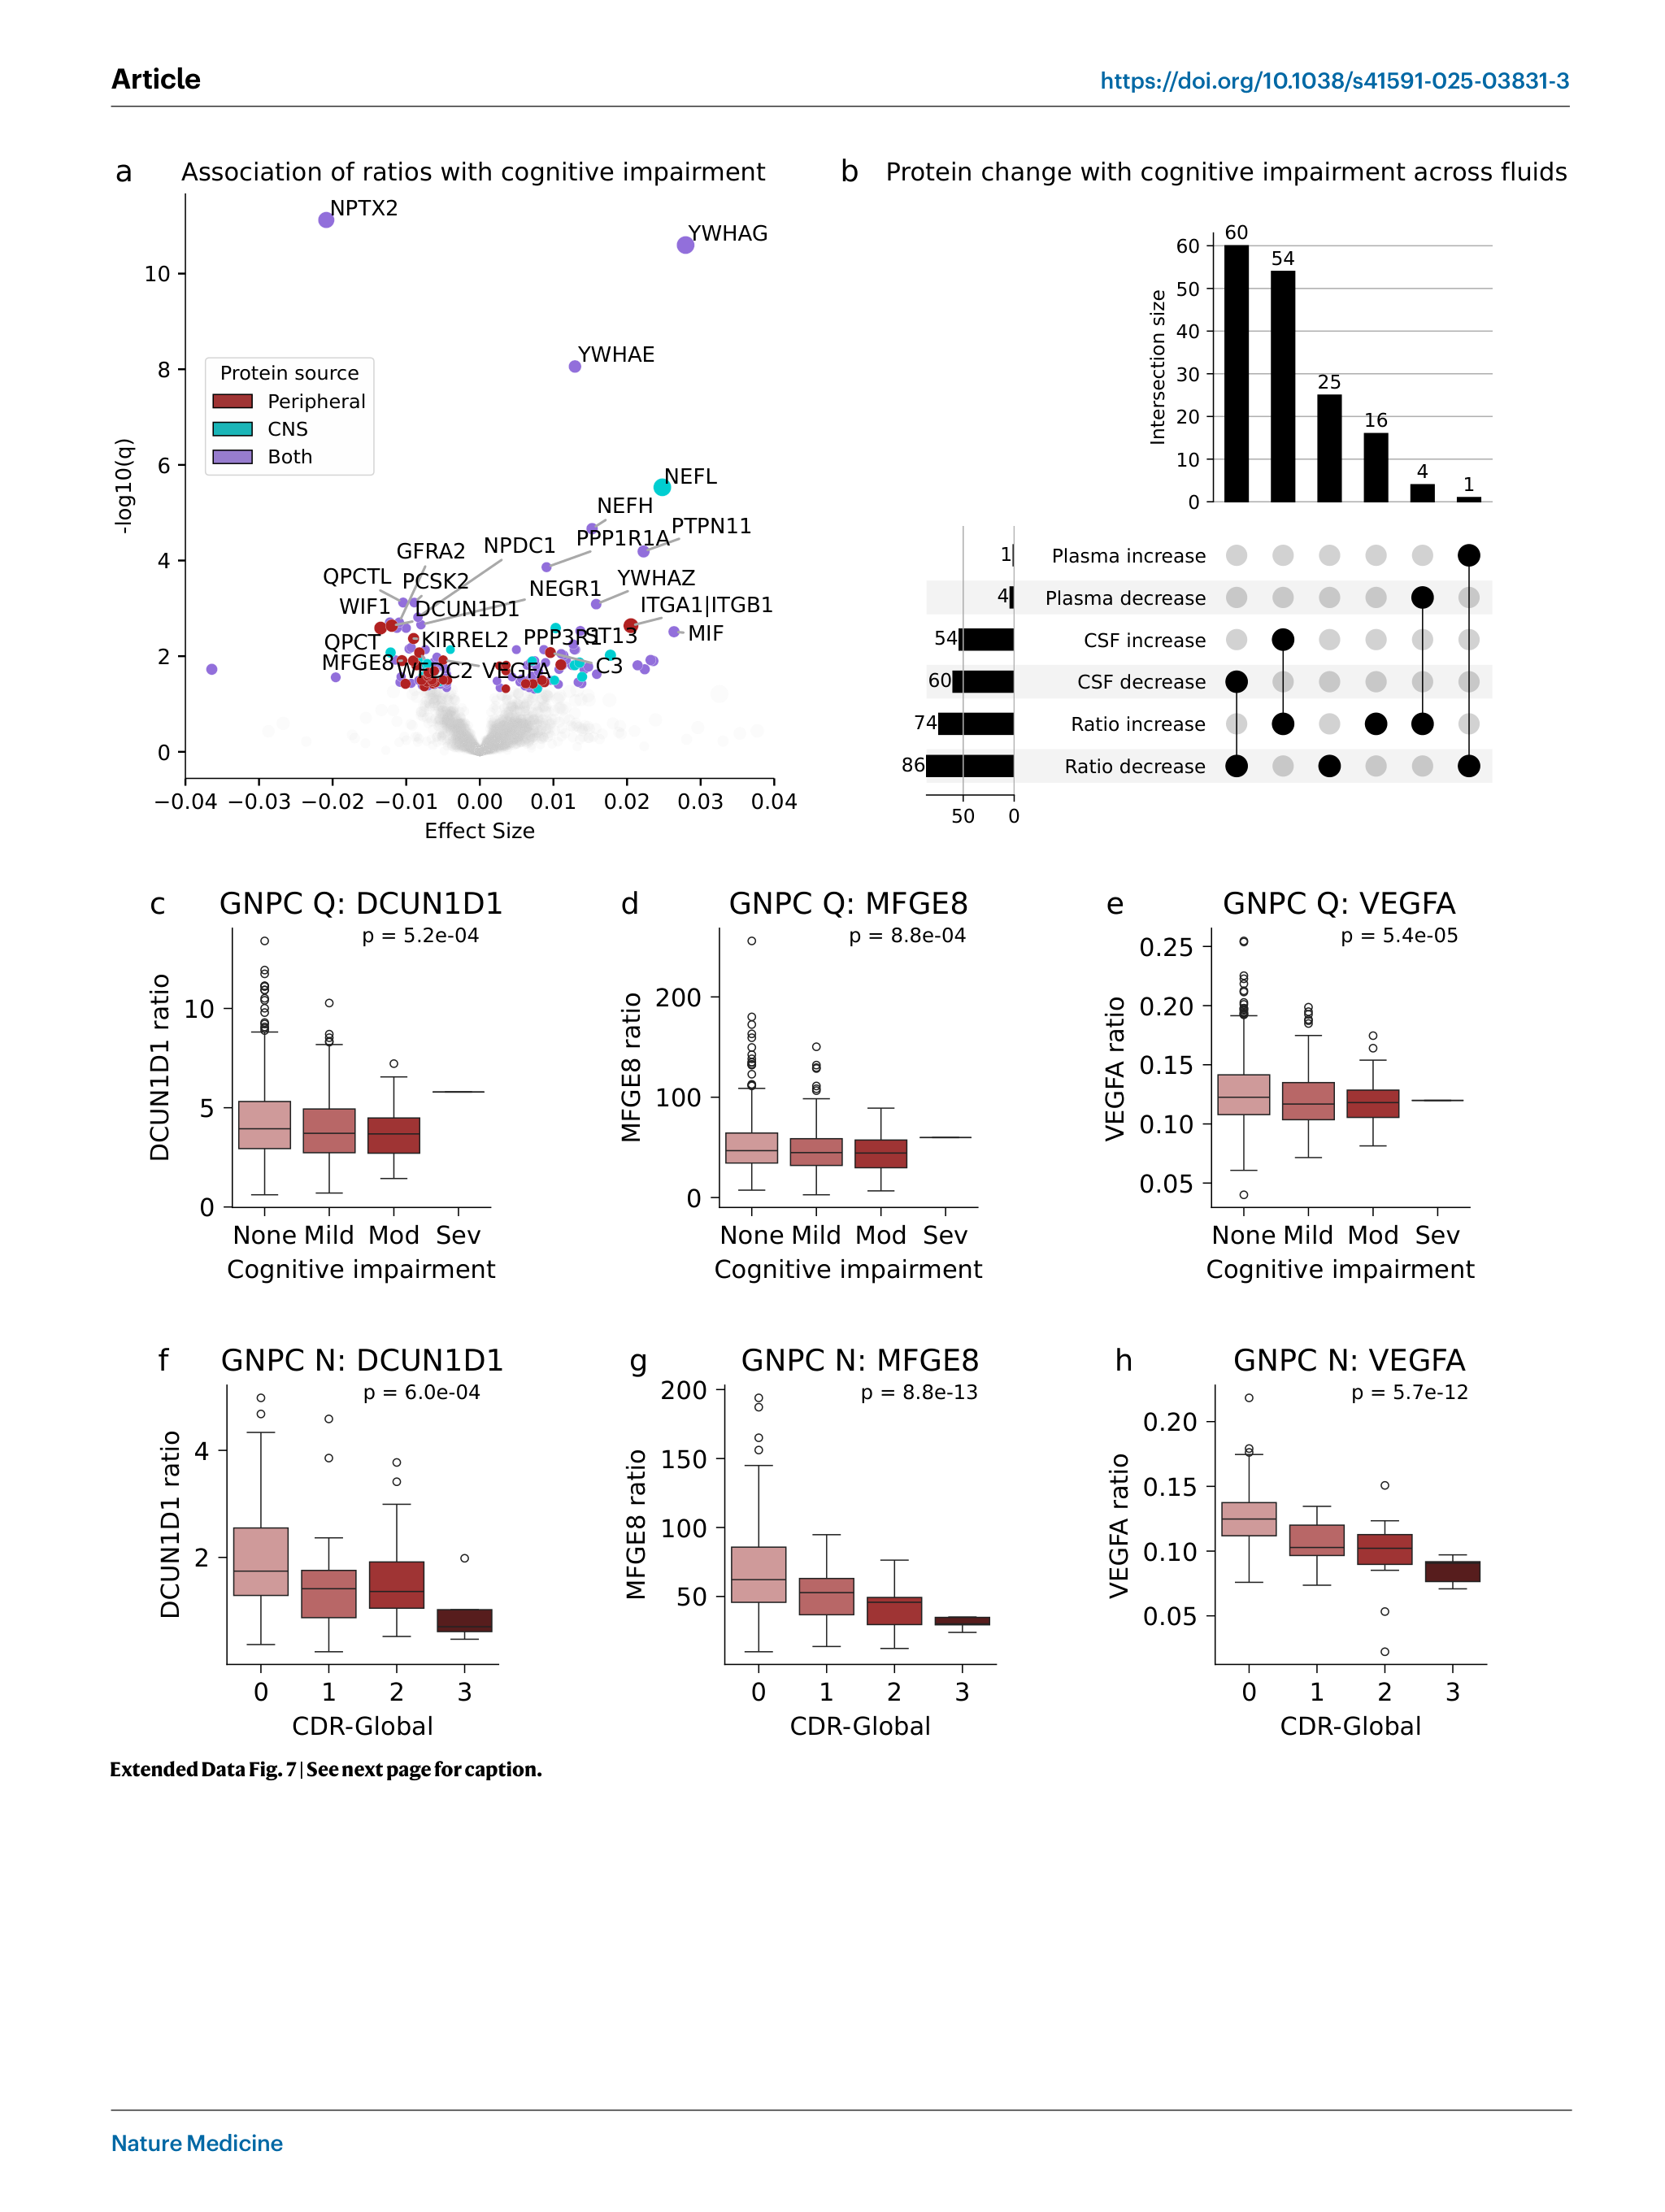 Article
https://doi.org/10.1038/s41591-025-03831-3
a
Association of ratios with cognitive impairment
NPTX2
YWHAG
YWHAE
NEFL
NEFH
PTPN11
PPP1R1A
NPDC1
GFRA2
QPCTL
PCSK2
NEGR1
YWHAZ
WIF1
DCUN1D1
ITGA1|ITGB1
QPCT
KIRREL2
PPP3R1
ST13
MIF
MFGE8
WFDC2
VEGFA
C3
Protein source
Peripheral
CNS
Both
-log10(q)
10
8
6
4
2
0
−0.04 −0.03 −0.02 −0.01 0.00 0.01 0.02 0.03 0.04
Effect Size
b
Protein change with cognitive impairment across fluids
Intersection size
60
50
40
30
20
10
0
60
54
25
16
4
1
1
Plasma increase
4
Plasma decrease
54
CSF increase
60
CSF decrease
74
Ratio increase
86
Ratio decrease
50 0
c
GNPC Q: DCUN1D1
p = 5.2e-04
DCUN1D1 ratio
10
5
0
None Mild Mod Sev
Cognitive impairment
d
GNPC Q: MFGE8
p = 8.8e-04
MFGE8 ratio
200
100
0
None Mild Mod Sev
Cognitive impairment
e
GNPC Q: VEGFA
p = 5.4e-05
VEGFA ratio
0.25
0.20
0.15
0.10
0.05
None Mild Mod Sev
Cognitive impairment
f
GNPC N: DCUN1D1
p = 6.0e-04
DCUN1D1 ratio
4
2
0 1 2 3
CDR-Global
g
GNPC N: MFGE8
p = 8.8e-13
MFGE8 ratio
200
150
100
50
0 1 2 3
CDR-Global
h
GNPC N: VEGFA
p = 5.7e-12
VEGFA ratio
0.20
0.15
0.10
0.05
0 1 2 3
CDR-Global
Extended Data Fig. 7 | See next page for caption.
Nature Medicine